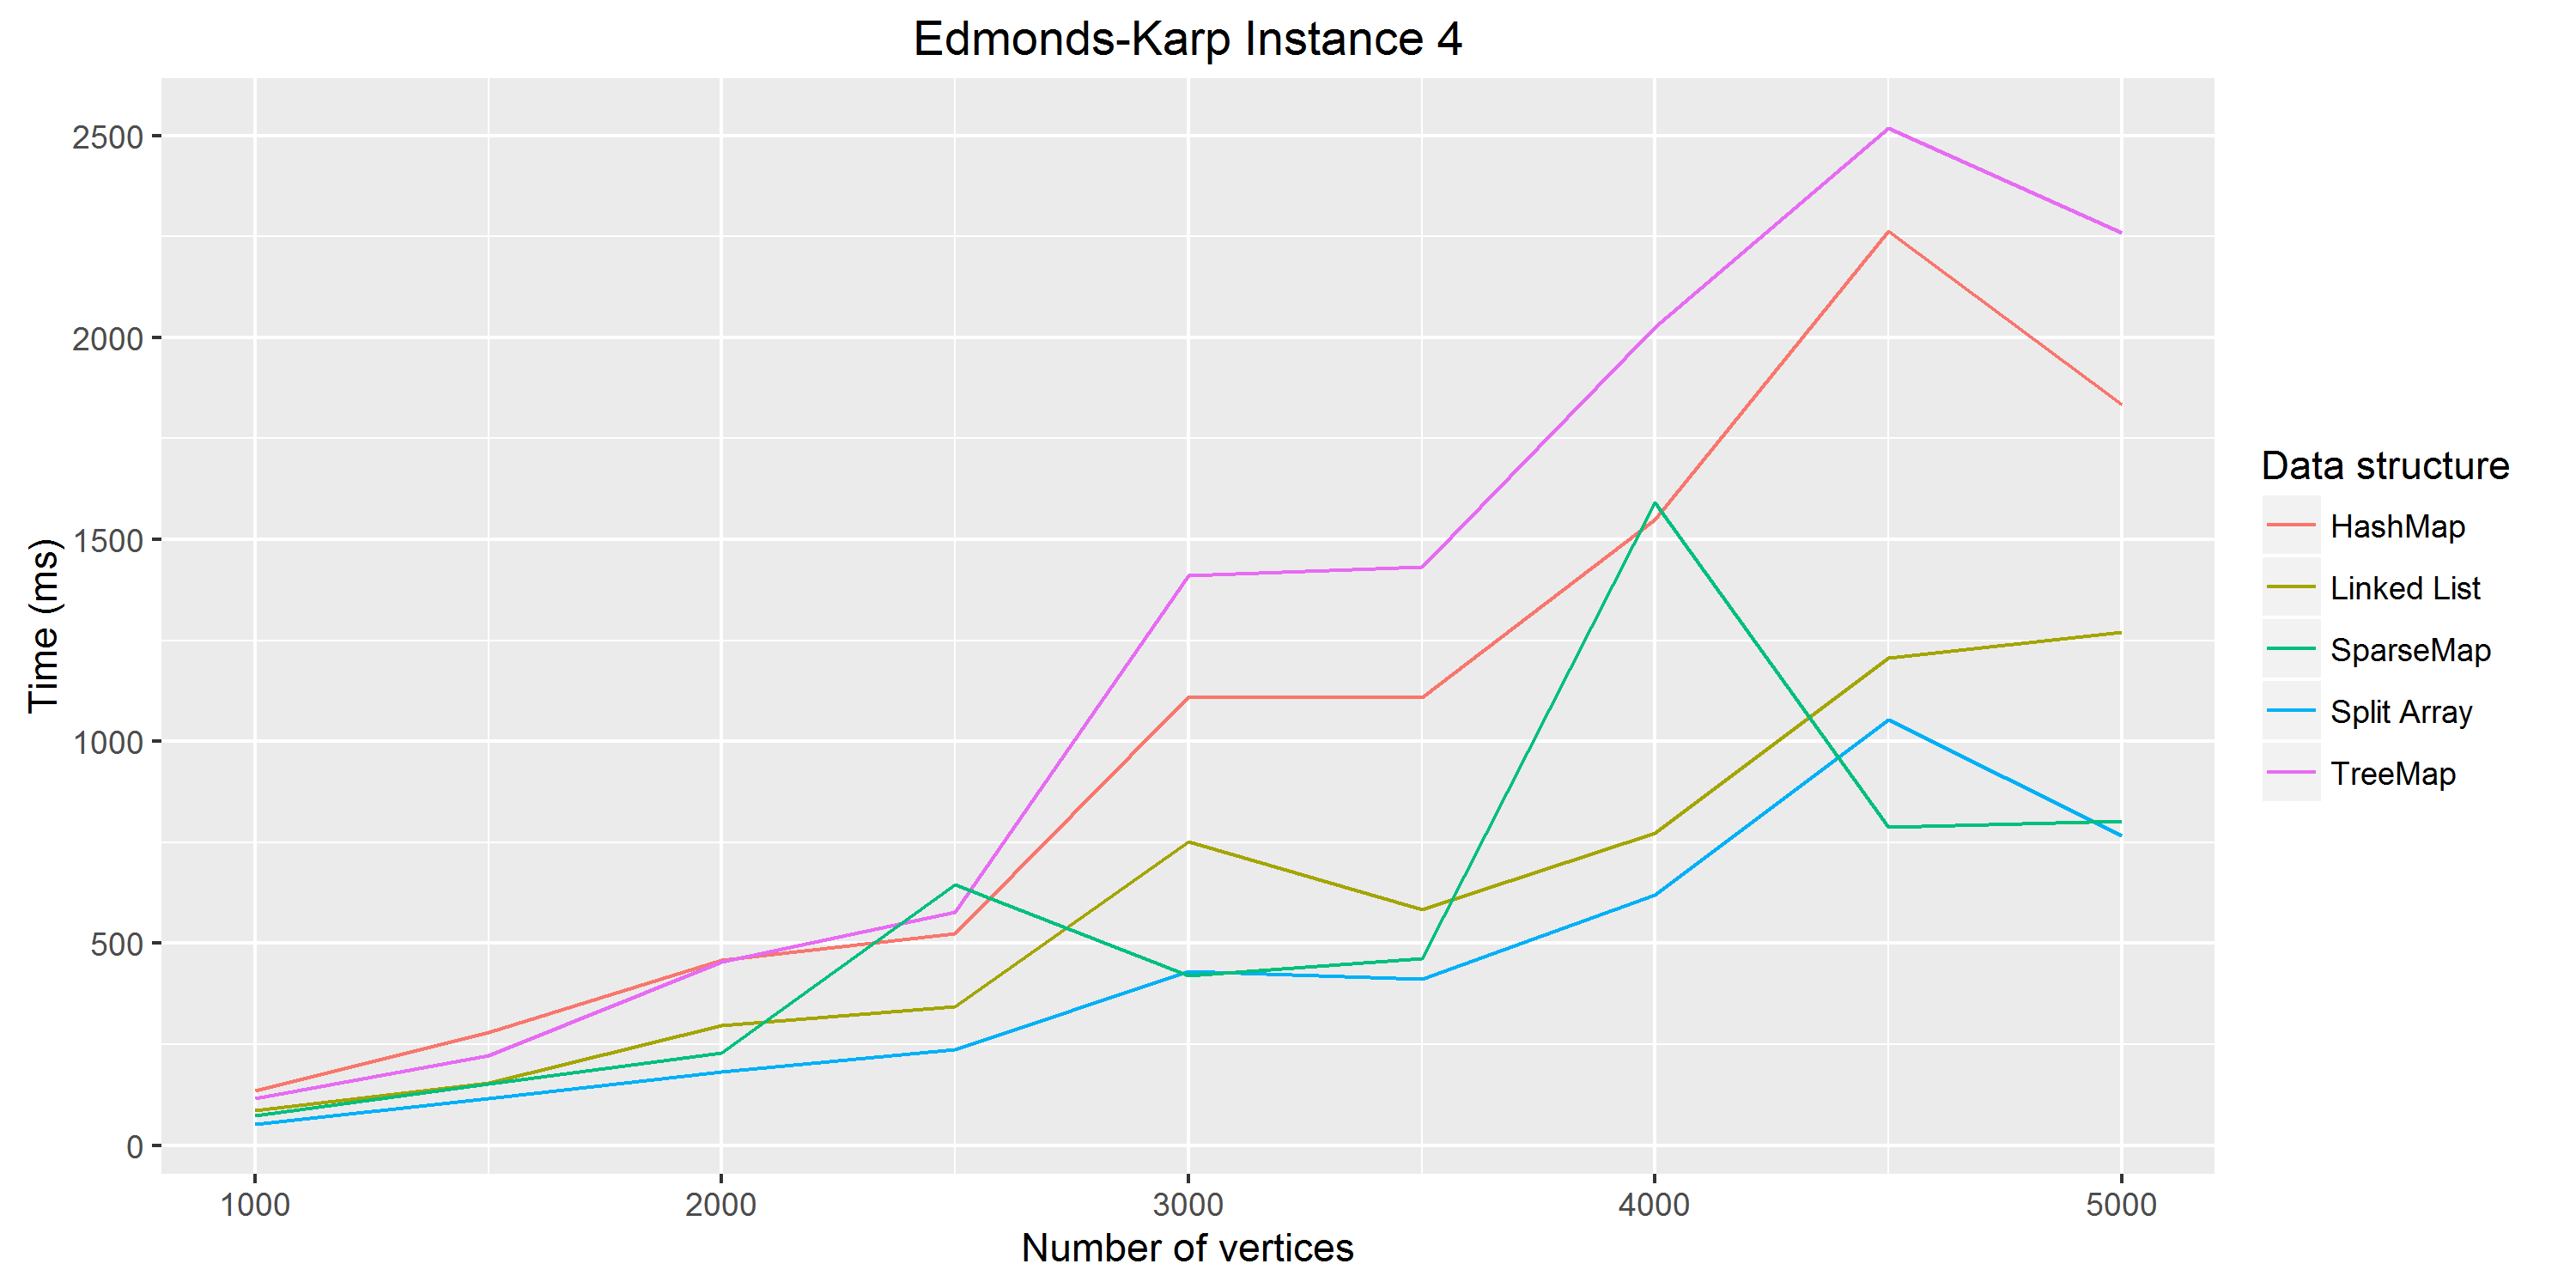 Edmonds-Karp Instance 4
2500
2000
1500
1000
500
0
Time (ms)
1000 2000 3000 4000 5000
Number of vertices
Data structure
HashMap
Linked List
SparseMap
Split Array
TreeMap